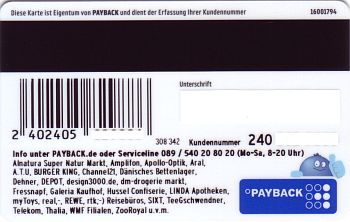 Diese Karte ist Eigentum von PAYBACK und dient der Erfassung Ihrer Kundennummer
16001794
Unterschrift
2 402405
308 342
Kundennummer 240
Info unter PAYBACK.de oder Serviceline 089 / 540 20 80 20 (Mo-Sa, 8-20 Uhr)
Alnatura Super Natur Markt, Amplifon, Apollo-Optik, Aral,
A.T.U, BURGER KING, Channel21, Dänisches Bettenlager,
Dehner, DEPOT, design3000.de, dm-drogerie markt,
Fressnapf, Galeria Kaufhof, Hussel Confiserie, LINDA Apotheken,
myToys, real,-, REWE, rtk;-) Reisebüros, SIXT, TeeGschwendner,
Telekom, Thalia, WMF Filialen, ZooRoyal u.v.m.
PAYBACK